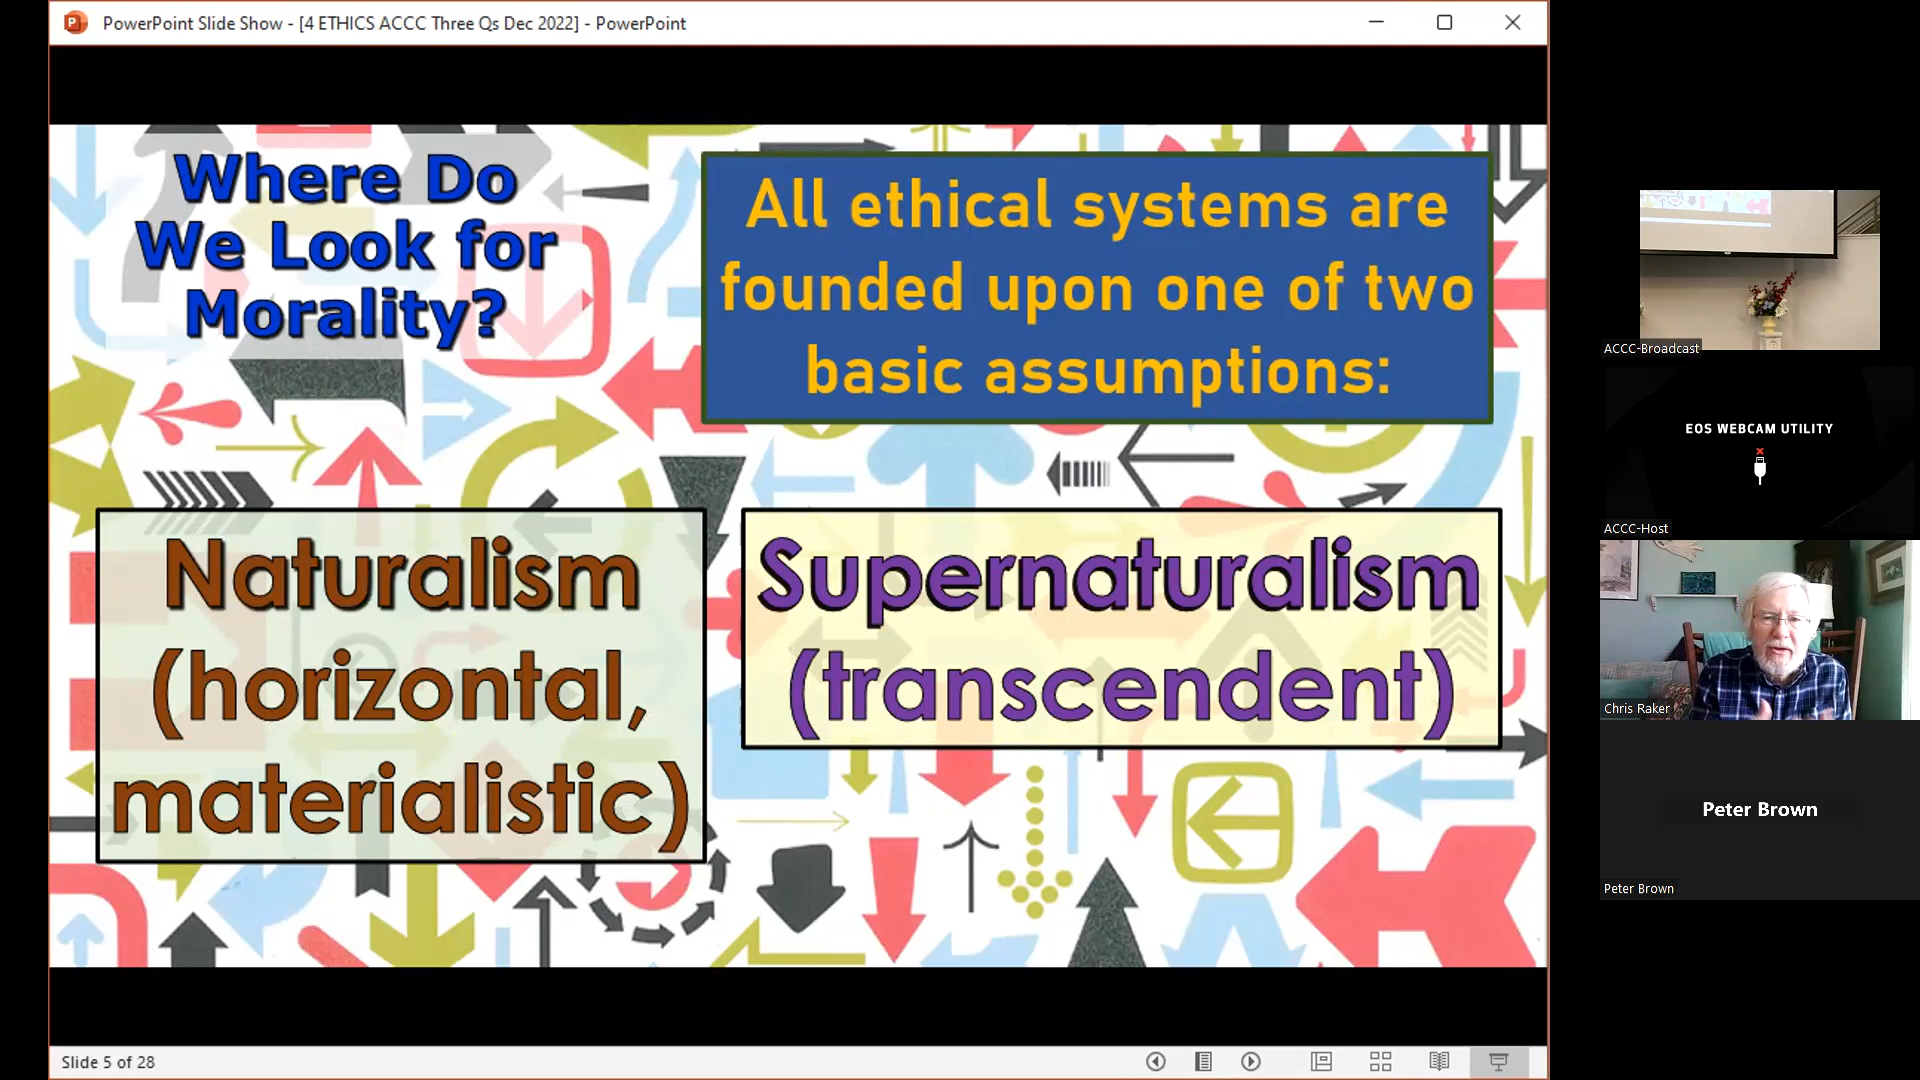 PowerPoint Slide Show - [4 ETHICS ACCC Three Qs Dec 2022] - PowerPoint
Where Do
We Look for
Morality?
All ethical systems are
founded upon one of two
basic assumptions:
Naturalism
(horizontal,
materialistic)
Supernaturalism
(transcendent)
Slide 5 of 28
ACCC-Broadcast
EOS WEBCAM UTILITY
ACCC-Host
Chris Raker
Peter Brown
Peter Brown